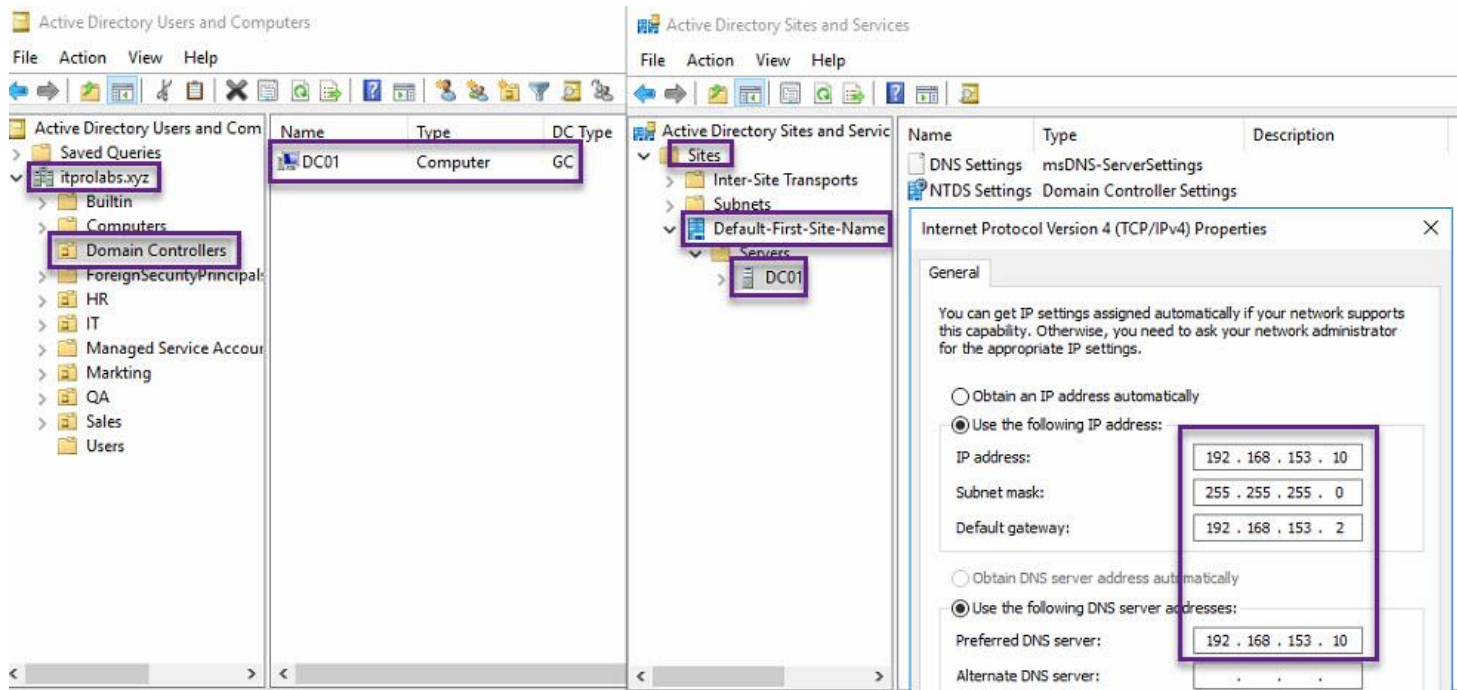 Active Directory Users and Computers
File Action View Help
Active Directory Users and Com
Saved Queries
itprolabs.xyz
Builtin
Computers
Domain Controllers
ForeignSecurityPrincipals
HR
IT
Managed Service Accour
Markting
QA
Sales
Users
Name Type DC Type
DC01 Computer GC
Active Directory Sites and Services
File Action View Help
Active Directory Sites and Servic
Sites
Inter-Site Transports
Subnets
Default-First-Site-Name
Servers
DC01
Name Type Description
DNS Settings msDNS-ServerSettings
NTDS Settings Domain Controller Settings
Internet Protocol Version 4 (TCP/IPv4) Properties
General
You can get IP settings assigned automatically if your network supports
this capability. Otherwise, you need to ask your network administrator
for the appropriate IP settings.
Obtain an IP address automatically
Use the following IP address:
IP address: 192 . 168 . 153 . 10
Subnet mask: 255 . 255 . 255 . 0
Default gateway: 192 . 168 . 153 . 2
Obtain DNS server address automatically
Use the following DNS server addresses:
Preferred DNS server: 192 . 168 . 153 . 10
Alternate DNS server: . . .